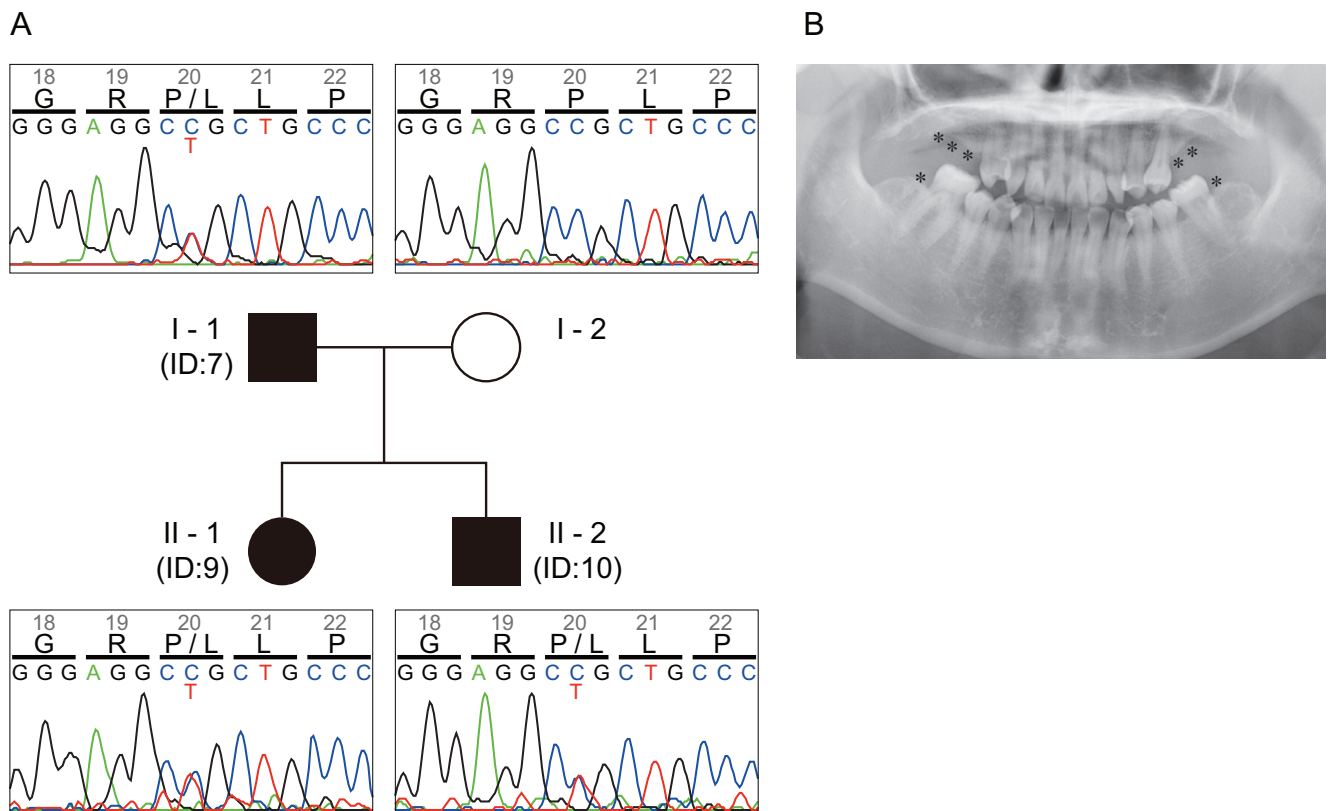 A
B
18 19 20 21 22
G R P / L L P
G G G A G G C C G C T G C C C
T
18 19 20 21 22
G R P L P
G G G A G G C C G C T G C C C
* * *
* *
*
*
I - 1
(ID:7)
I - 2
II - 1
(ID:9)
II - 2
(ID:10)
18 19 20 21 22
G R P / L L P
G G G A G G C C G C T G C C C
T
18 19 20 21 22
G R P/L L P
G G G A G G C C G C T G C C C
T